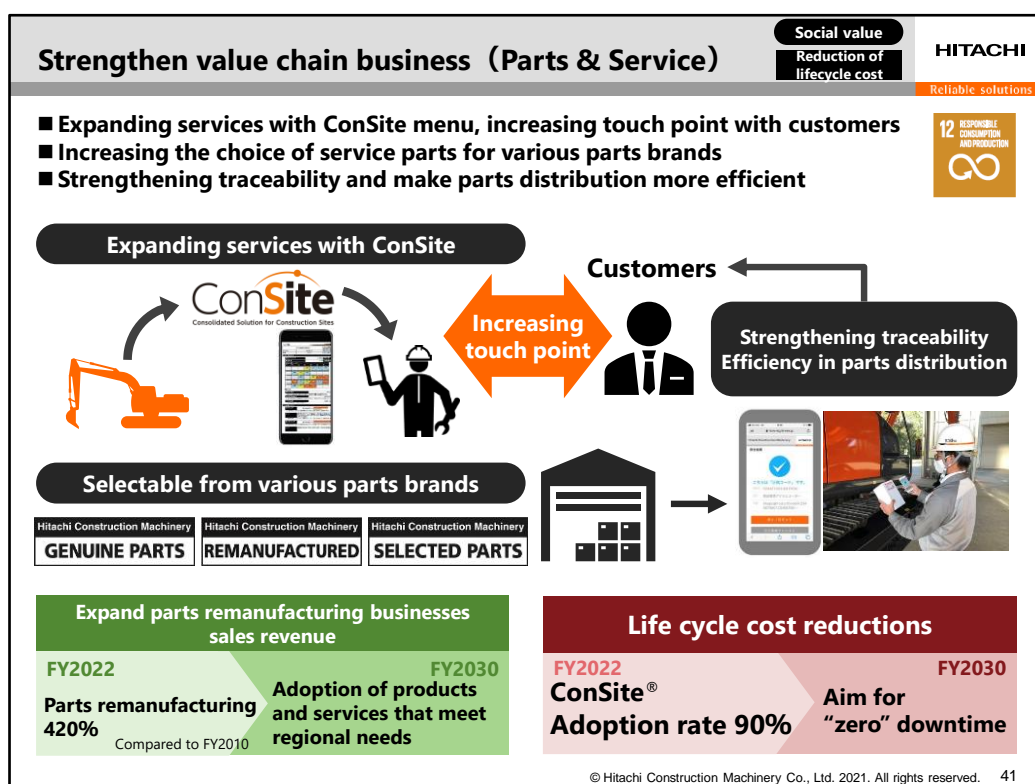 Strengthen value chain business（Parts & Service）
Social value
Reduction of
lifecycle cost
HITACHI
Reliable solutions
■ Expanding services with ConSite menu, increasing touch point with customers
■ Increasing the choice of service parts for various parts brands
■ Strengthening traceability and make parts distribution more efficient
12 RESPONSIBLE
CONSUMPTION
AND PRODUCTION
Expanding services with ConSite
ConSite
Consolidated Solution for Construction Sites
Increasing
touch point
Customers
Strengthening traceability
Efficiency in parts distribution
Selectable from various parts brands
Hitachi Construction Machinery
GENUINE PARTS
Hitachi Construction Machinery
REMANUFACTURED
Hitachi Construction Machinery
SELECTED PARTS
Expand parts remanufacturing businesses
sales revenue
FY2022
Parts remanufacturing
420%
Compared to FY2010
FY2030
Adoption of products
and services that meet
regional needs
Life cycle cost reductions
FY2022
ConSite®
Adoption rate 90%
FY2030
Aim for
“zero” downtime
© Hitachi Construction Machinery Co., Ltd. 2021. All rights reserved. 41